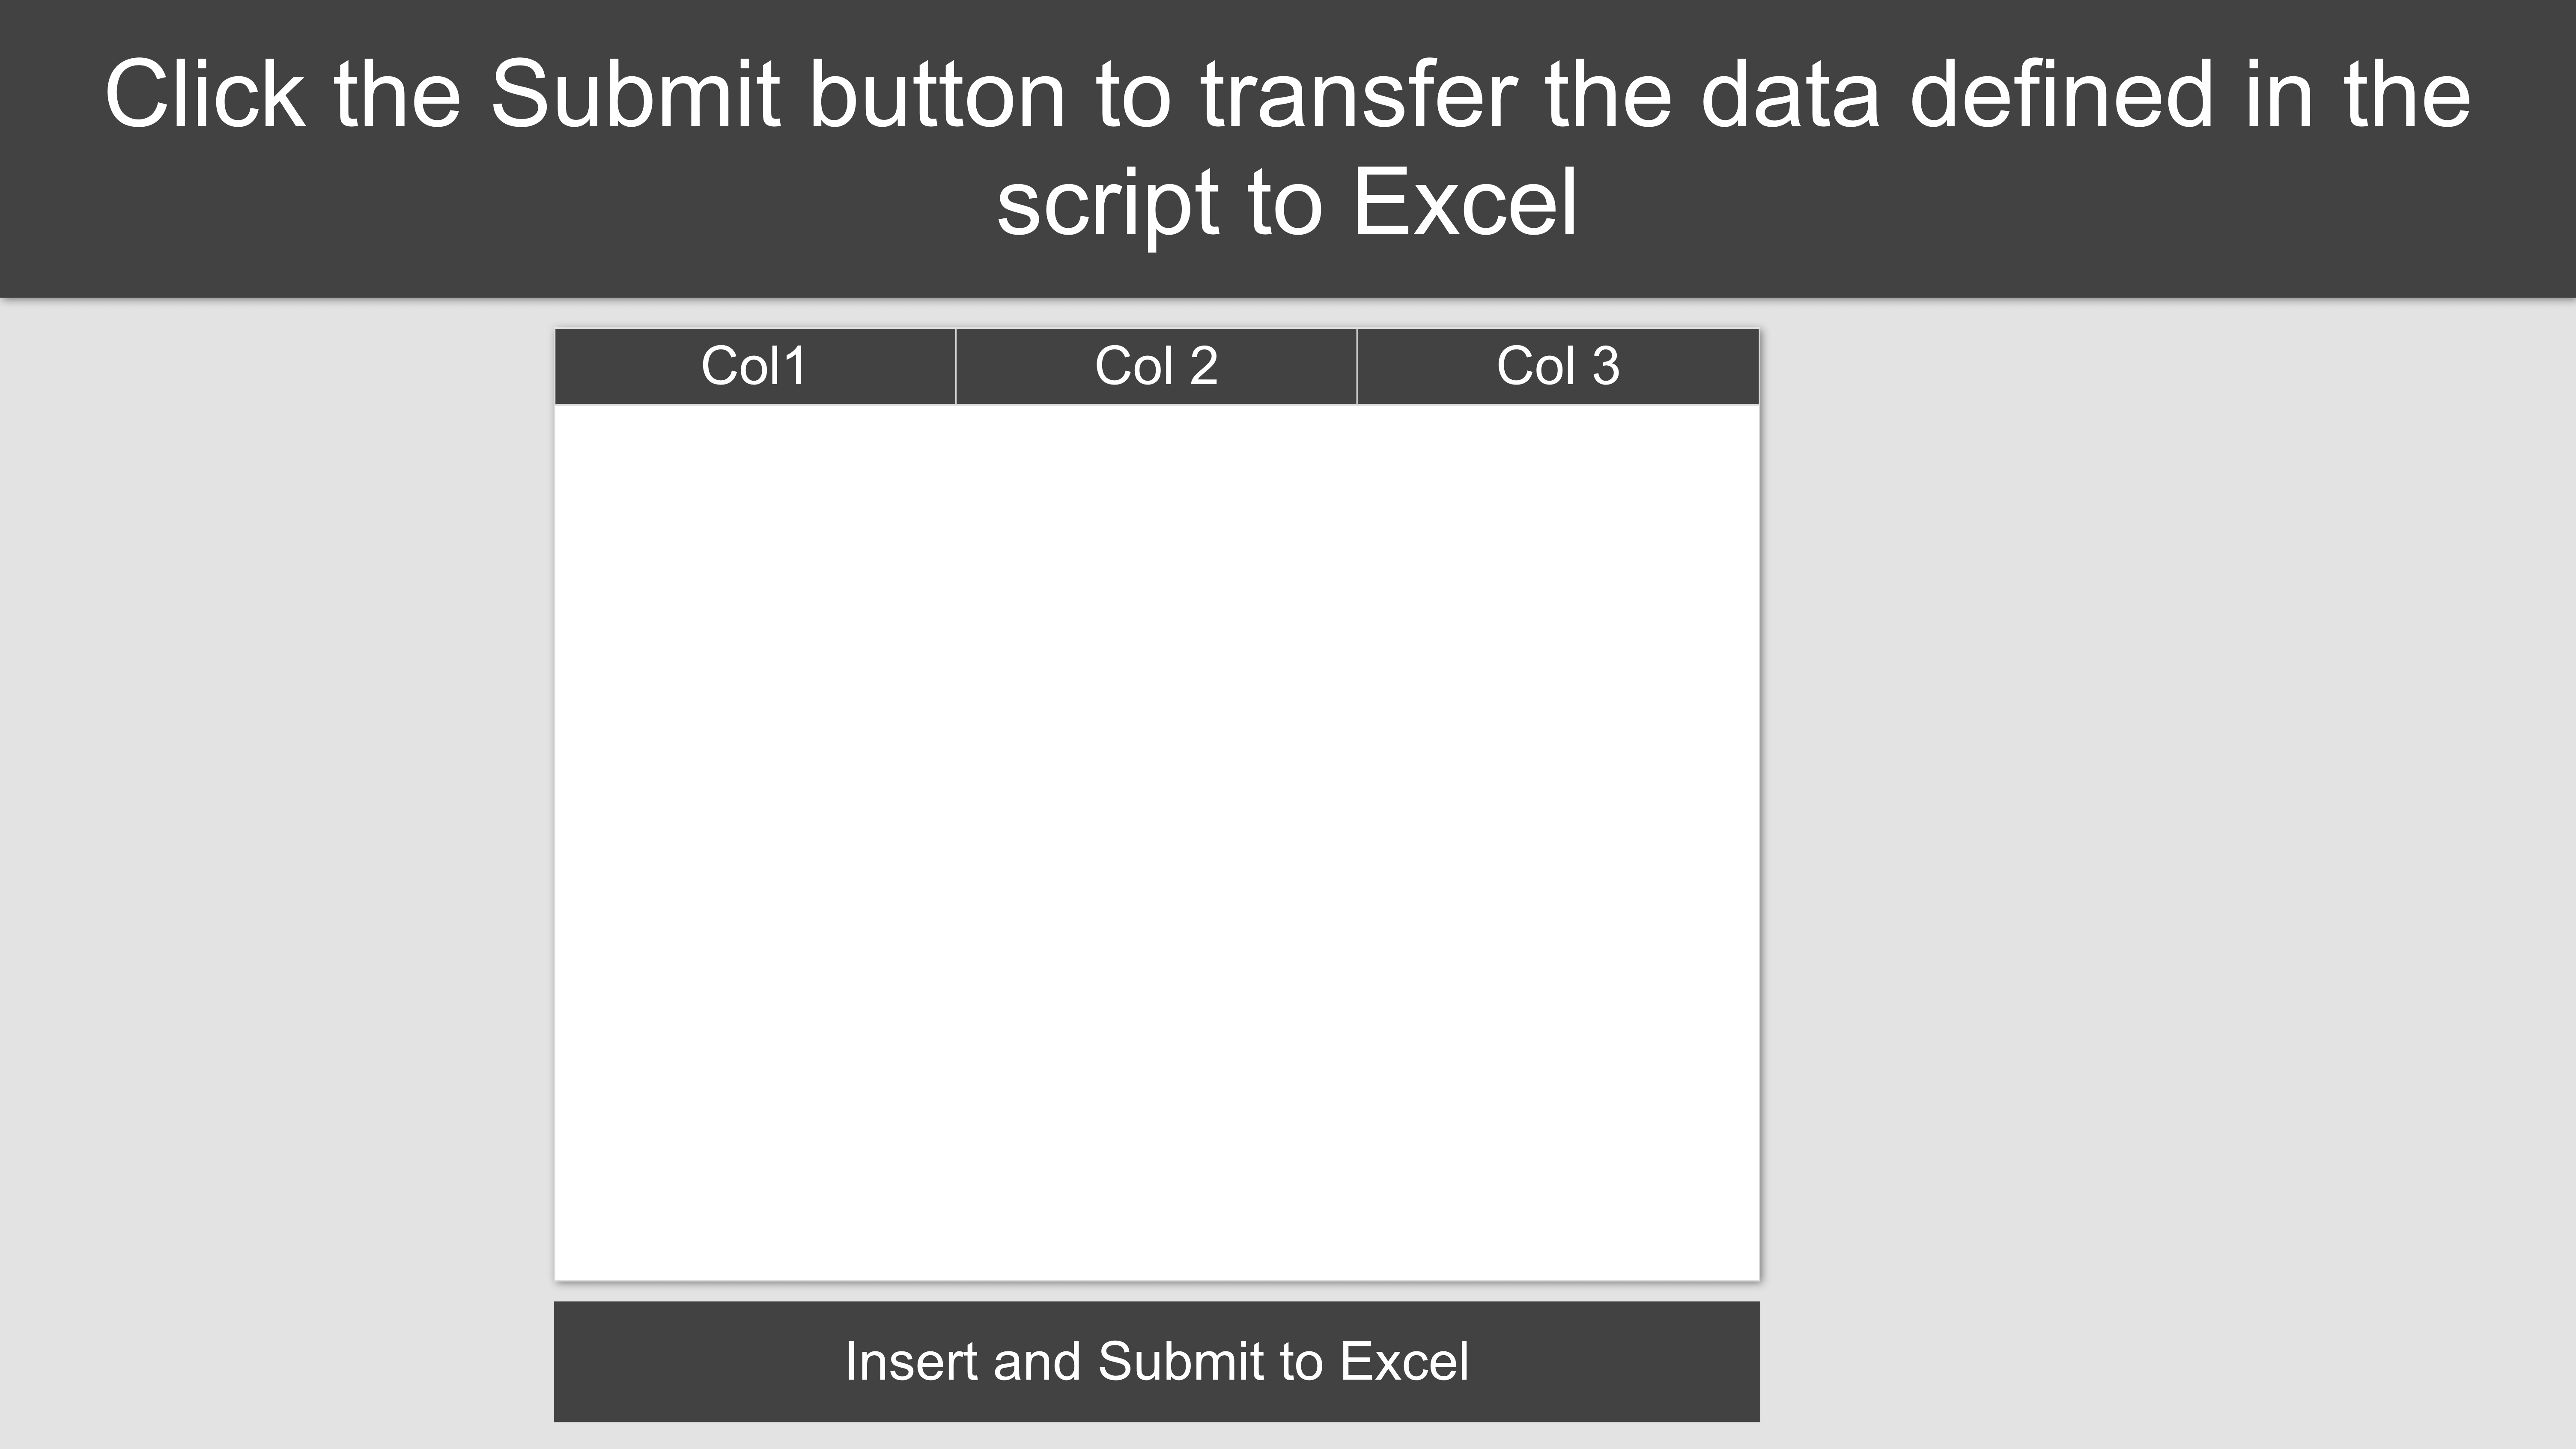 Click the Submit button to transfer the data defined in the
script to Excel
Col1
Col 2
Col 3
Insert and Submit to Excel